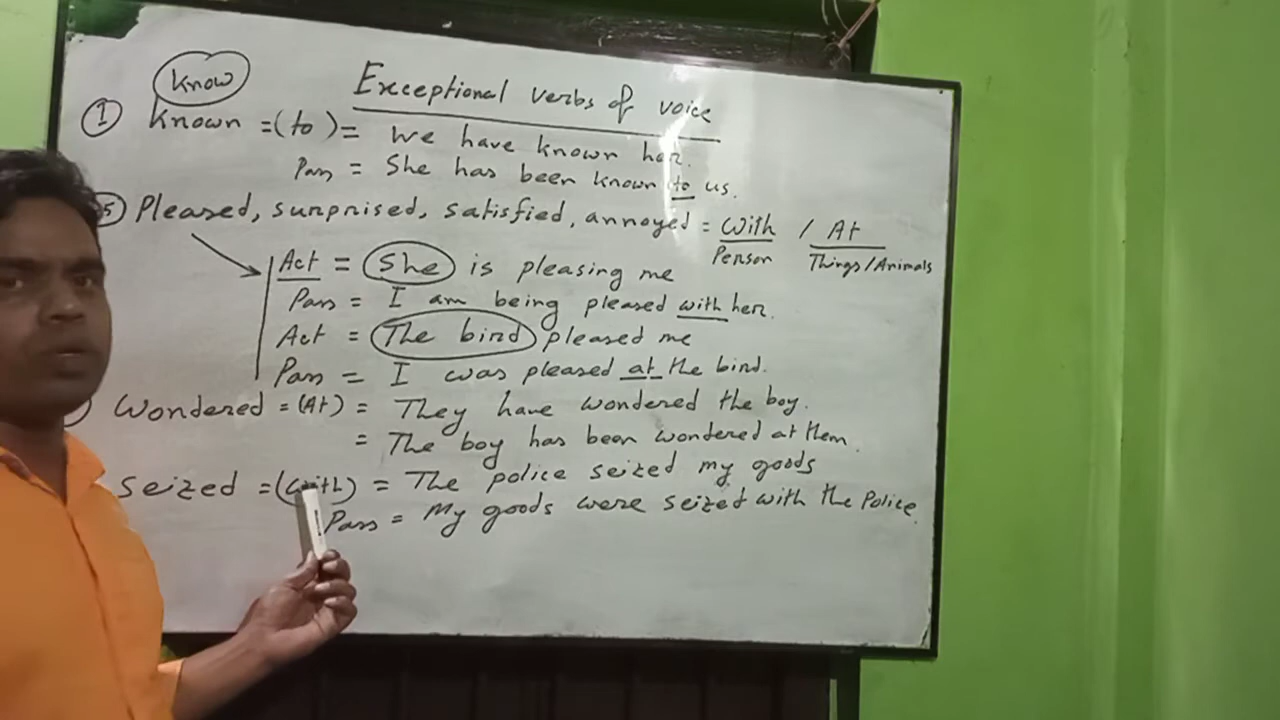 Know
Exceptional verbs of voice
① Known = (to) = We have known her.
Pass = She has been known to us.
5) Pleased, surprised, satisfied, annoyed = With / At
Person Things/Animals
Act = She is pleasing me
Pass = I am being pleased with her.
Act = The bird pleased me
Pass = I was pleased at the bird.
Wondered = (At) = They have wondered the boy.
= The boy has been wondered at them.
Seized = (with) = The police seized my goods
Pass = My goods were seized with the Police.